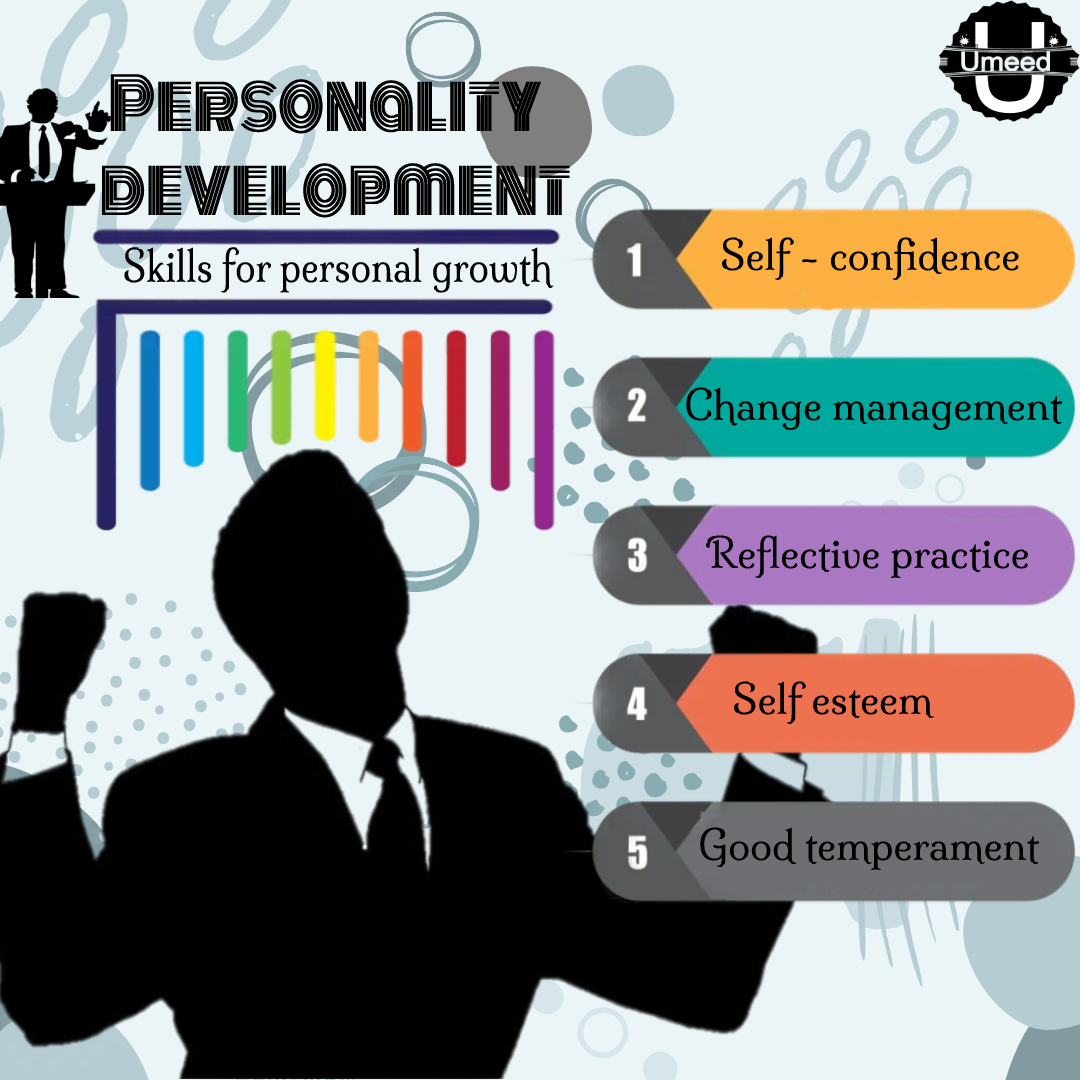 U
Umeed
Personality
development
Skills for personal growth
1
Self - confidence
2
Change management
3
Reflective practice
4
Self esteem
5
Good temperament